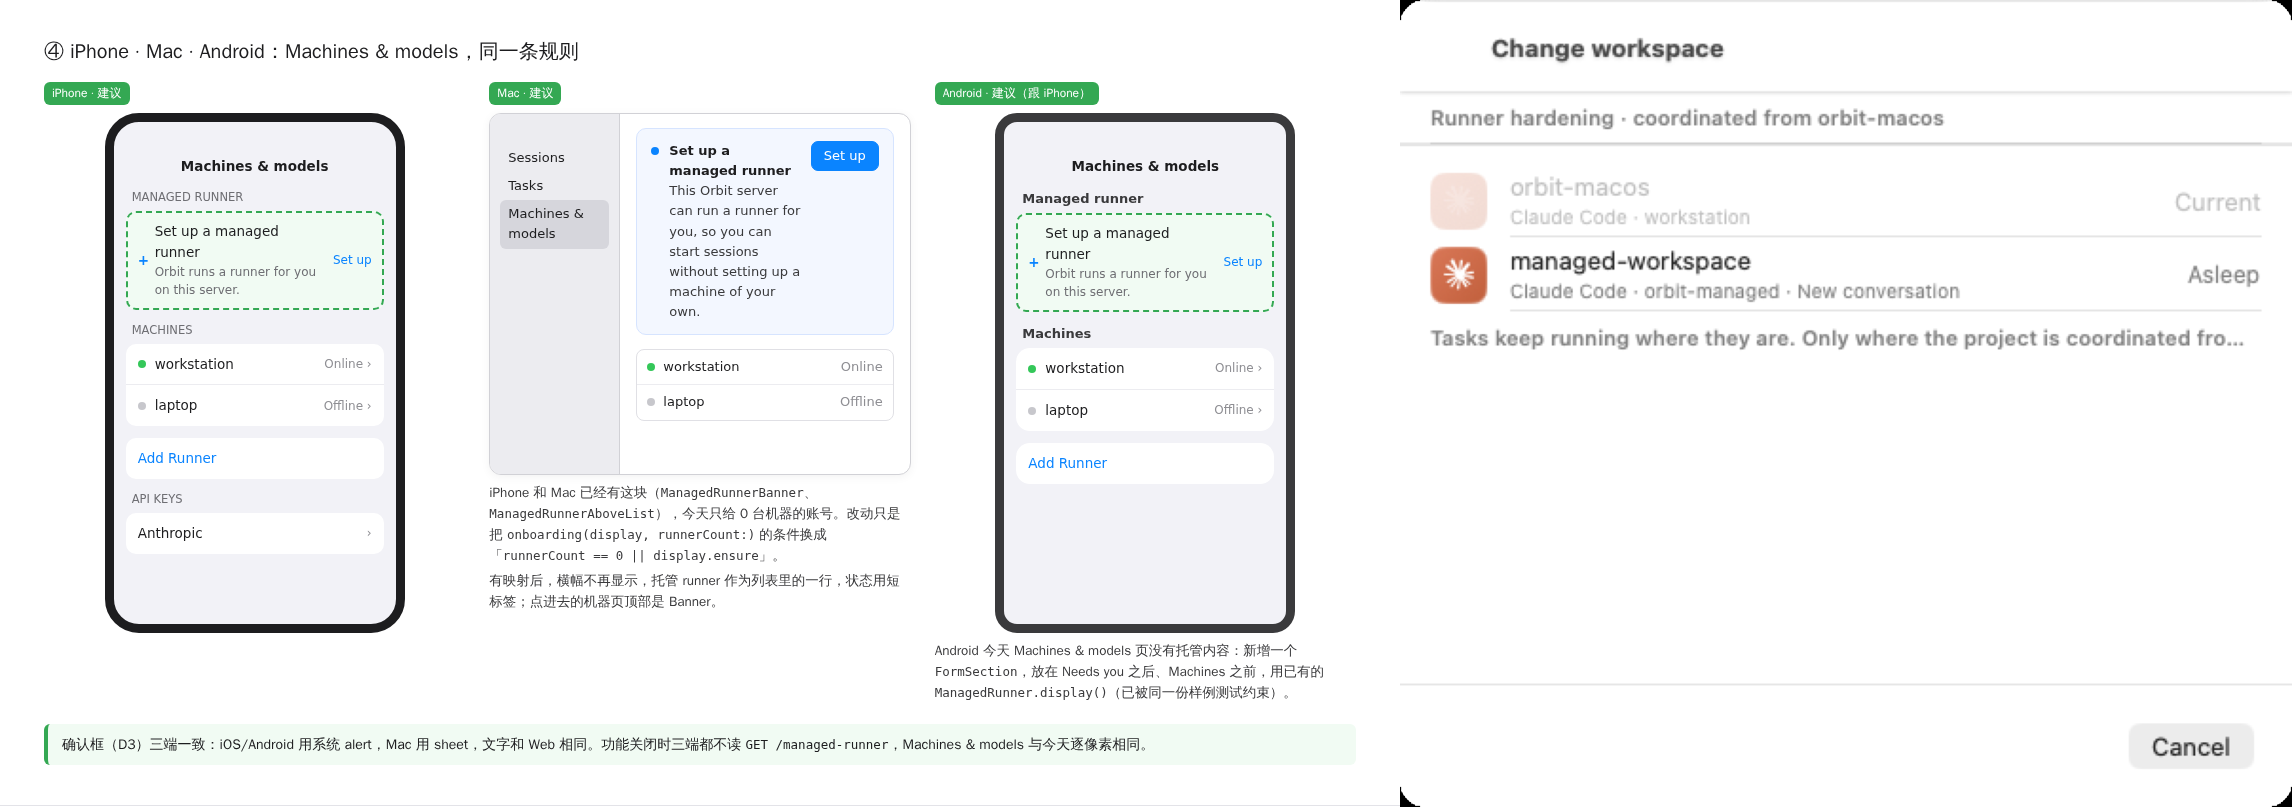 ④ iPhone · Mac · Android：Machines & models，同一条规则
iPhone · 建议
Machines & models
MANAGED RUNNER
Set up a managed
runner
+
Orbit runs a runner for you
on this server.
Set up
MACHINES
workstation
Online ›
laptop
Offline ›
Add Runner
API KEYS
Anthropic
›
Mac · 建议
Sessions
Tasks
Machines &
models
Set up a
managed runner
This Orbit server
can run a runner for
you, so you can
start sessions
without setting up a
machine of your
own.
Set up
workstation
Online
laptop
Offline
iPhone 和 Mac 已经有这块（ManagedRunnerBanner、
ManagedRunnerAboveList），今天只给 0 台机器的账号。改动只是
把 onboarding(display, runnerCount:) 的条件换成
「runnerCount == 0 || display.ensure」。
有映射后，横幅不再显示，托管 runner 作为列表里的一行，状态用短
标签；点进去的机器页顶部是 Banner。
Android · 建议（跟 iPhone）
Machines & models
Managed runner
Set up a managed
runner
+
Orbit runs a runner for you
on this server.
Set up
Machines
workstation
Online ›
laptop
Offline ›
Add Runner
Android 今天 Machines & models 页没有托管内容：新增一个
FormSection，放在 Needs you 之后、Machines 之前，用已有的
ManagedRunner.display()（已被同一份样例测试约束）。
确认框（D3）三端一致：iOS/Android 用系统 alert，Mac 用 sheet，文字和 Web 相同。功能关闭时三端都不读 GET /managed-runner，Machines & models 与今天逐像素相同。
Change workspace
Runner hardening · coordinated from orbit-macos
orbit-macos
Claude Code · workstation
Current
managed-workspace
Claude Code · orbit-managed · New conversation
Asleep
Tasks keep running where they are. Only where the project is coordinated fro...
Cancel